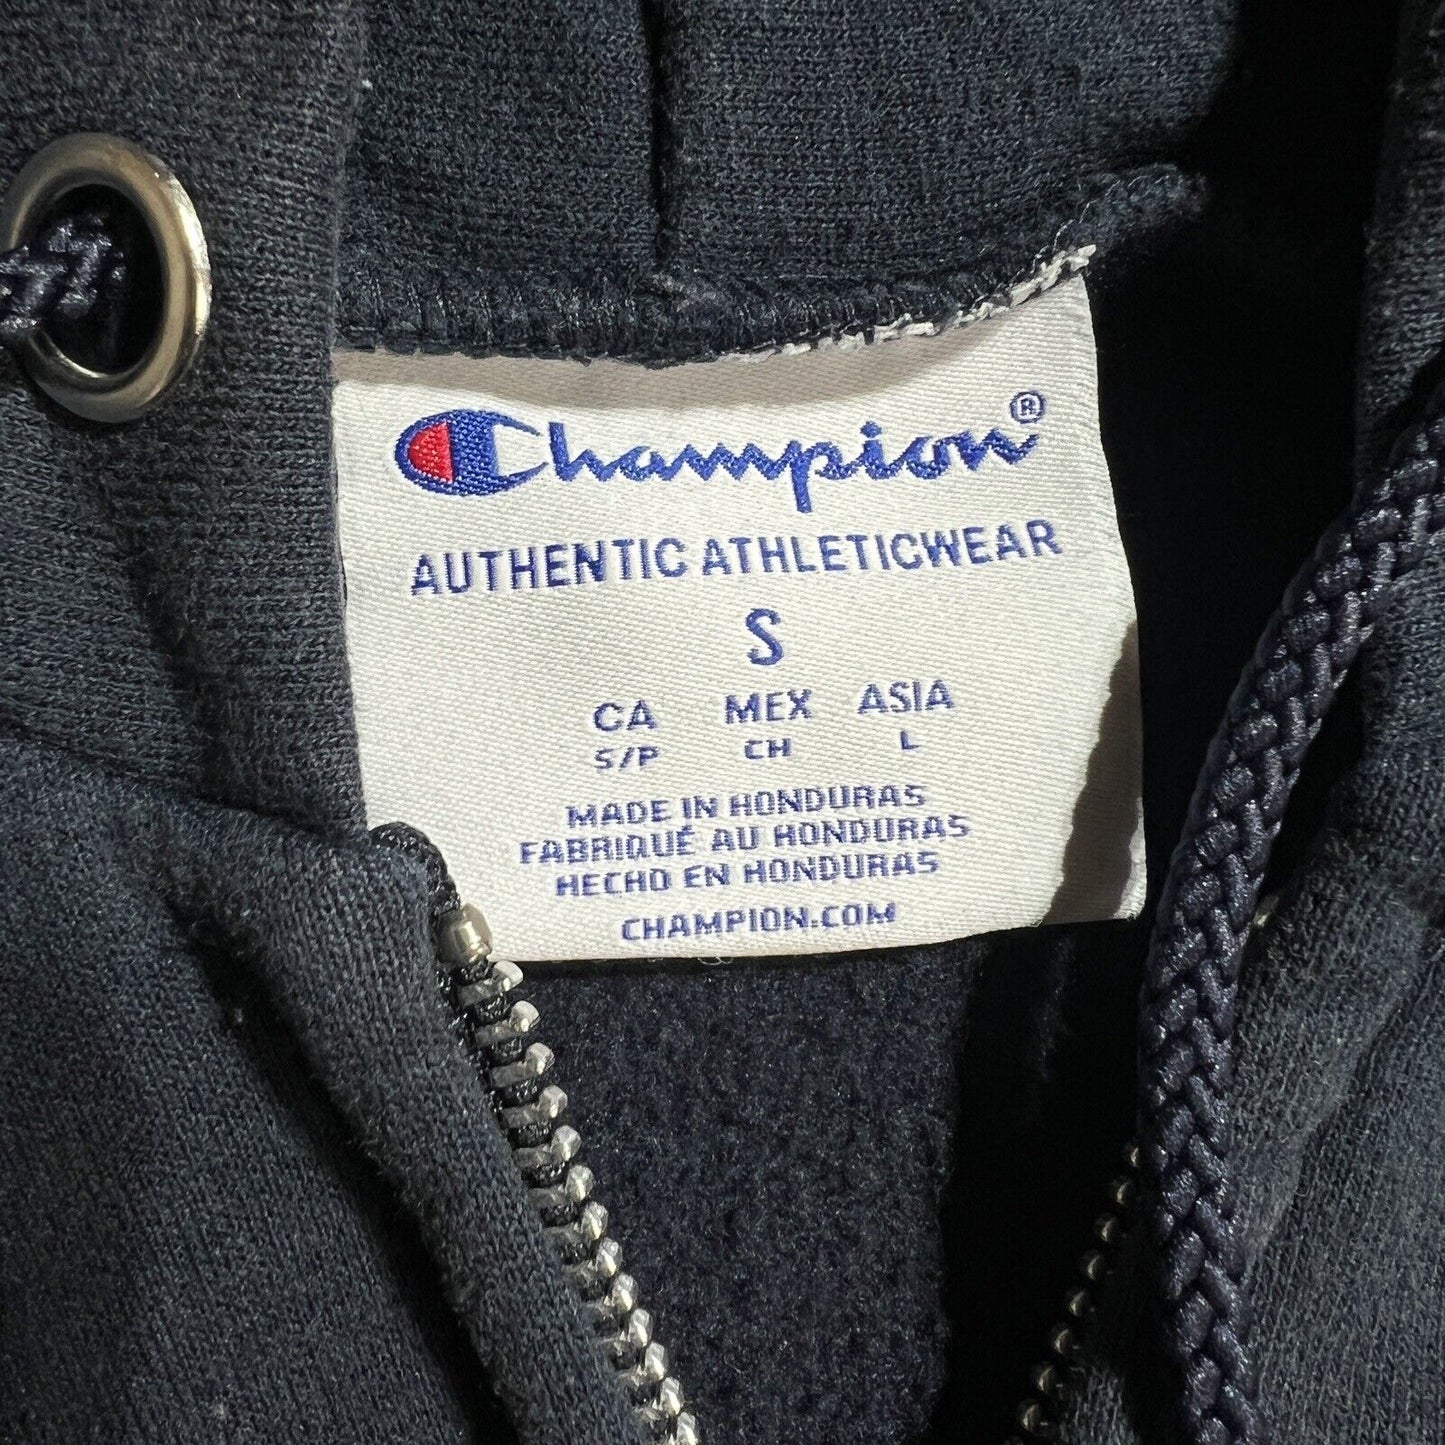 Champion®
AUTHENTIC ATHLETICWEAR
S
CA MEX ASIA
S/P CH L
MADE IN HONDURAS
FABRIQUÉ AU HONDURAS
HECHO EN HONDURAS
CHAMPION.COM